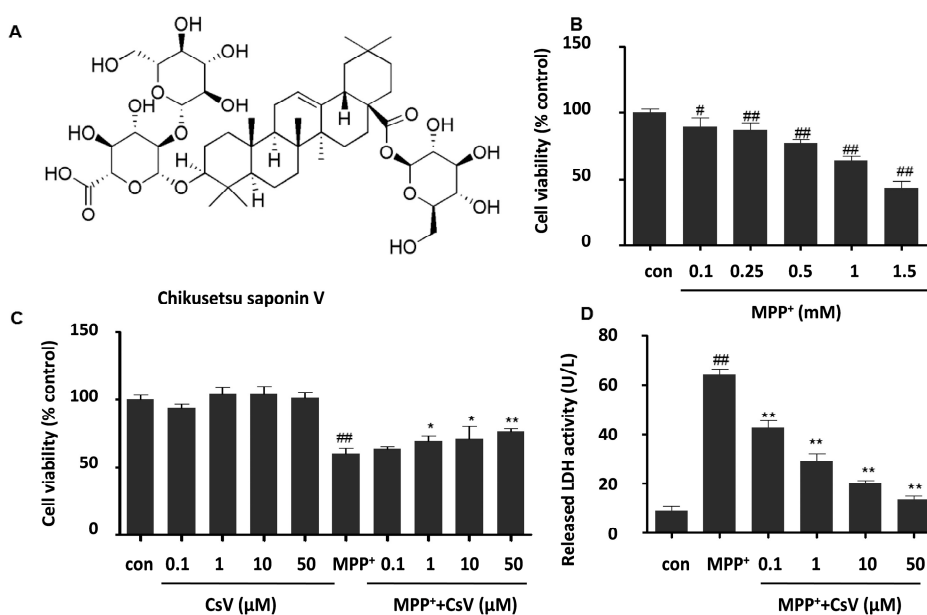 A
OH
OH
HO
OH
O
OH
OH
O
HO
O
HO
O
O
O
H
H
H
O
O
HO
OH
O
OH
HO
Chikusetsu saponin V
B
Cell viability (% control)
150
100
50
0
#
##
##
##
##
con 0.1 0.25 0.5 1 1.5
MPP⁺ (mM)
C
Cell viability (% control)
150
100
50
0
##
*
*
**
con 0.1 1 10 50 MPP⁺ 0.1 1 10 50
CsV (μM) MPP⁺+CsV (μM)
D
Released LDH activity (U/L)
80
60
40
20
0
##
**
**
**
**
con MPP⁺ 0.1 1 10 50
MPP⁺+CsV (μM)